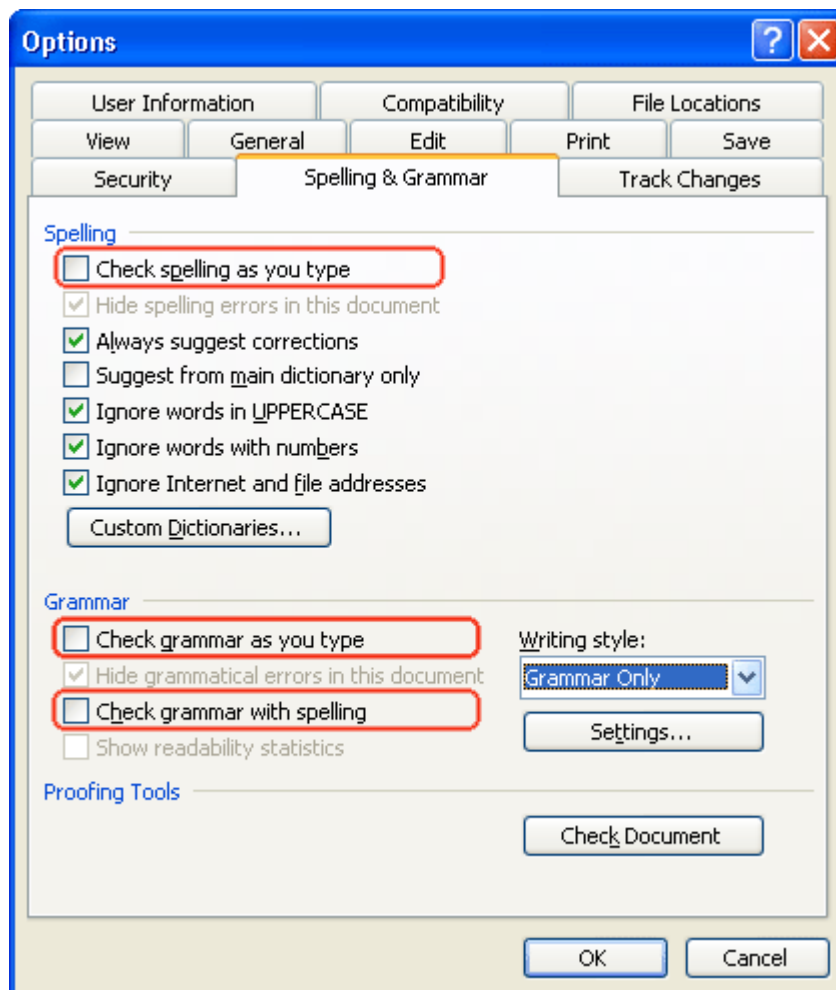 Options
User Information Compatibility File Locations
View General Edit Print Save
Security Spelling & Grammar Track Changes
Spelling
Check spelling as you type
Hide spelling errors in this document
Always suggest corrections
Suggest from main dictionary only
Ignore words in UPPERCASE
Ignore words with numbers
Ignore Internet and file addresses
Custom Dictionaries...
Grammar
Check grammar as you type Writing style:
Hide grammatical errors in this document Grammar Only
Check grammar with spelling Settings...
Show readability statistics
Proofing Tools
Check Document
OK Cancel